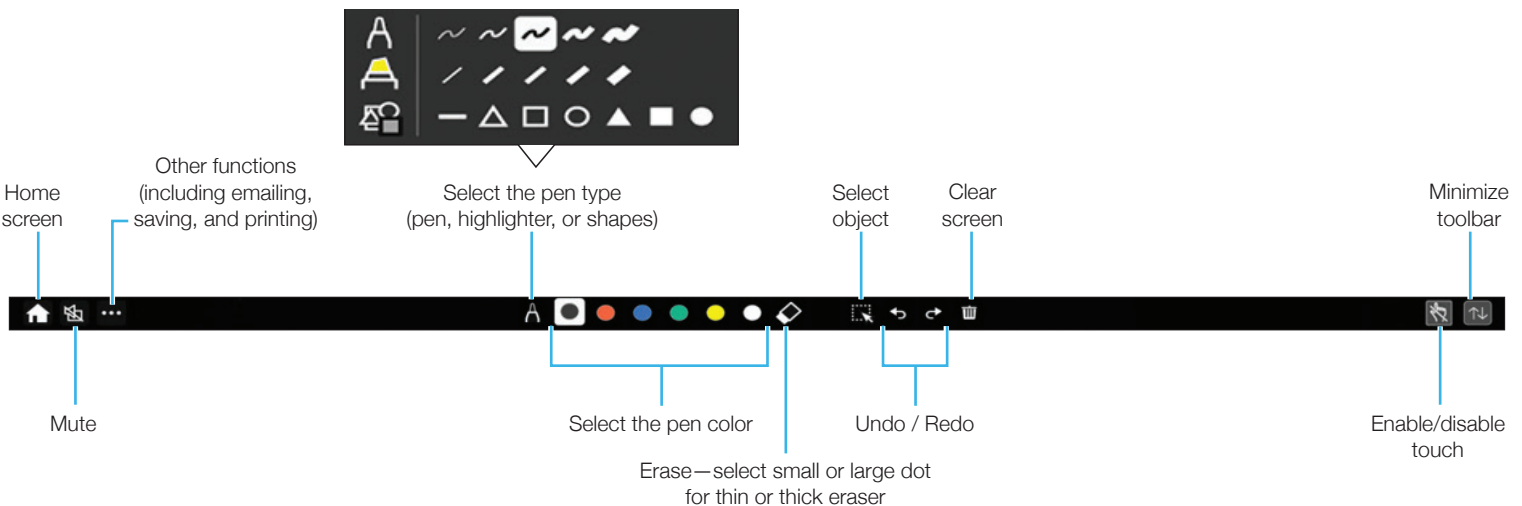 Home
screen
Other functions
(including emailing,
saving, and printing)
Select the pen type
(pen, highlighter, or shapes)
Select
object
Clear
screen
Minimize
toolbar
Mute
Select the pen color
Erase—select small or large dot
for thin or thick eraser
Undo / Redo
Enable/disable
touch